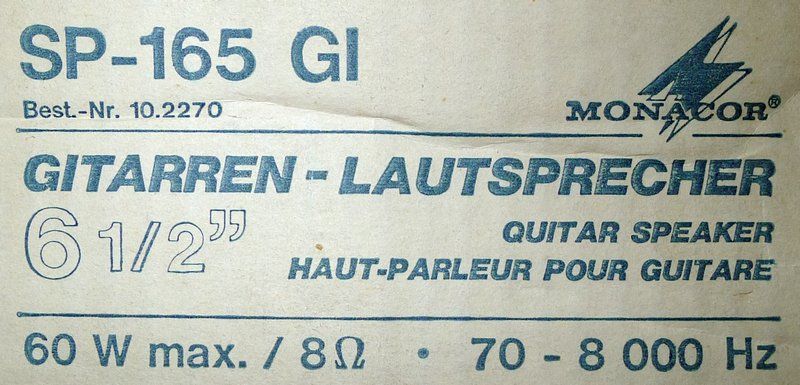 SP-165 GI
Best.-Nr. 10.2270
MONACOR®
GITARREN - LAUTSPRECHER
6 1/2”
QUITAR SPEAKER
HAUT-PARLEUR POUR GUITARE
60 W max. / 8Ω • 70 - 8 000 Hz